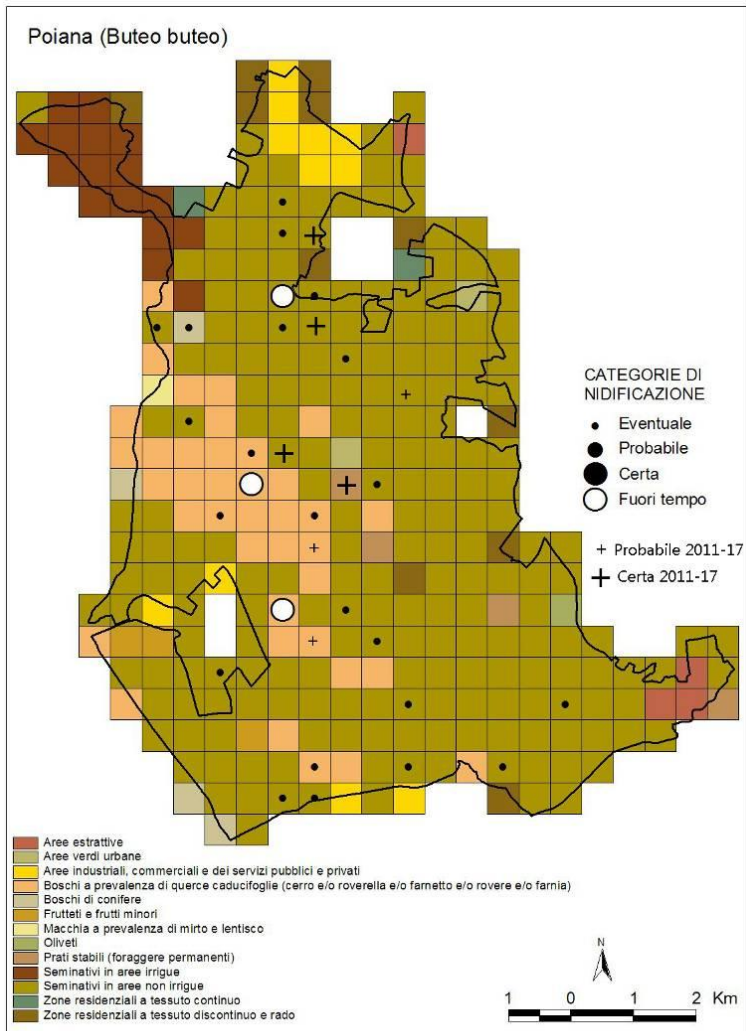 Poiana (Buteo buteo)
CATEGORIE DI
NIDIFICAZIONE
Eventuale
Probabile
Certa
Fuori tempo
Probabile 2011-17
Certa 2011-17
Aree estrattive
Aree verdi urbane
Aree industriali, commerciali e dei servizi pubblici e privati
Boschi a prevalenza di querce caducifoglie (cerro e/o roverella e/o farnetto e/o rovere e/o farnia)
Boschi di conifere
Frutteti e frutti minori
Macchia a prevalenza di mirto e lentisco
Oliveti
Prati stabili (foraggere permanenti)
Seminativi in aree irrigue
Seminativi in aree non irrigue
Zone residenziali a tessuto continuo
Zone residenziali a tessuto discontinuo e rado
N
1 0 1 2 Km